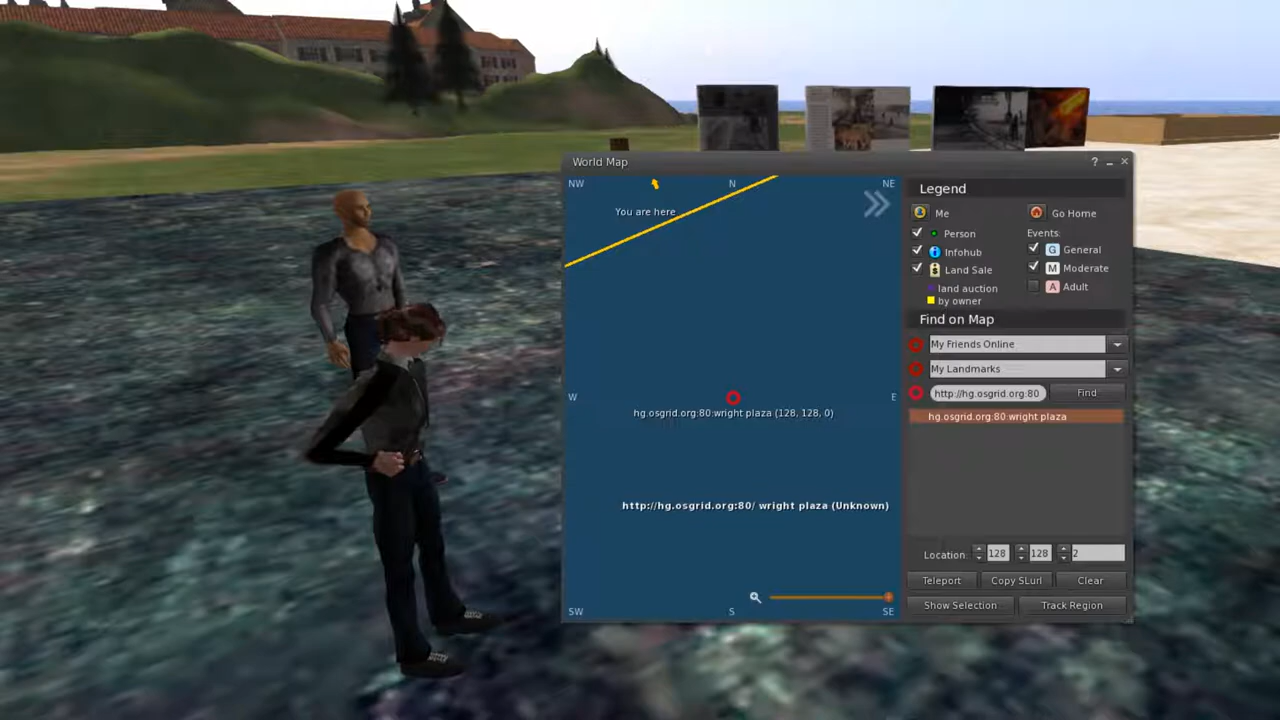 World Map
?
NW
N
NE
You are here
W
E
hg.osgrid.org:80:wright plaza (128, 128, 0)
http://hg.osgrid.org:80/ wright plaza (Unknown)
SW
S
SE
Legend
Me
Go Home
Person
Events:
Infohub
G General
$ Land Sale
M Moderate
land auction
A Adult
by owner
Find on Map
My Friends Online
My Landmarks
http://hg.osgrid.org:80
Find
hg.osgrid.org:80 wright plaza
Location: 128 128 2
Teleport
Copy SLurl
Clear
Show Selection
Track Region